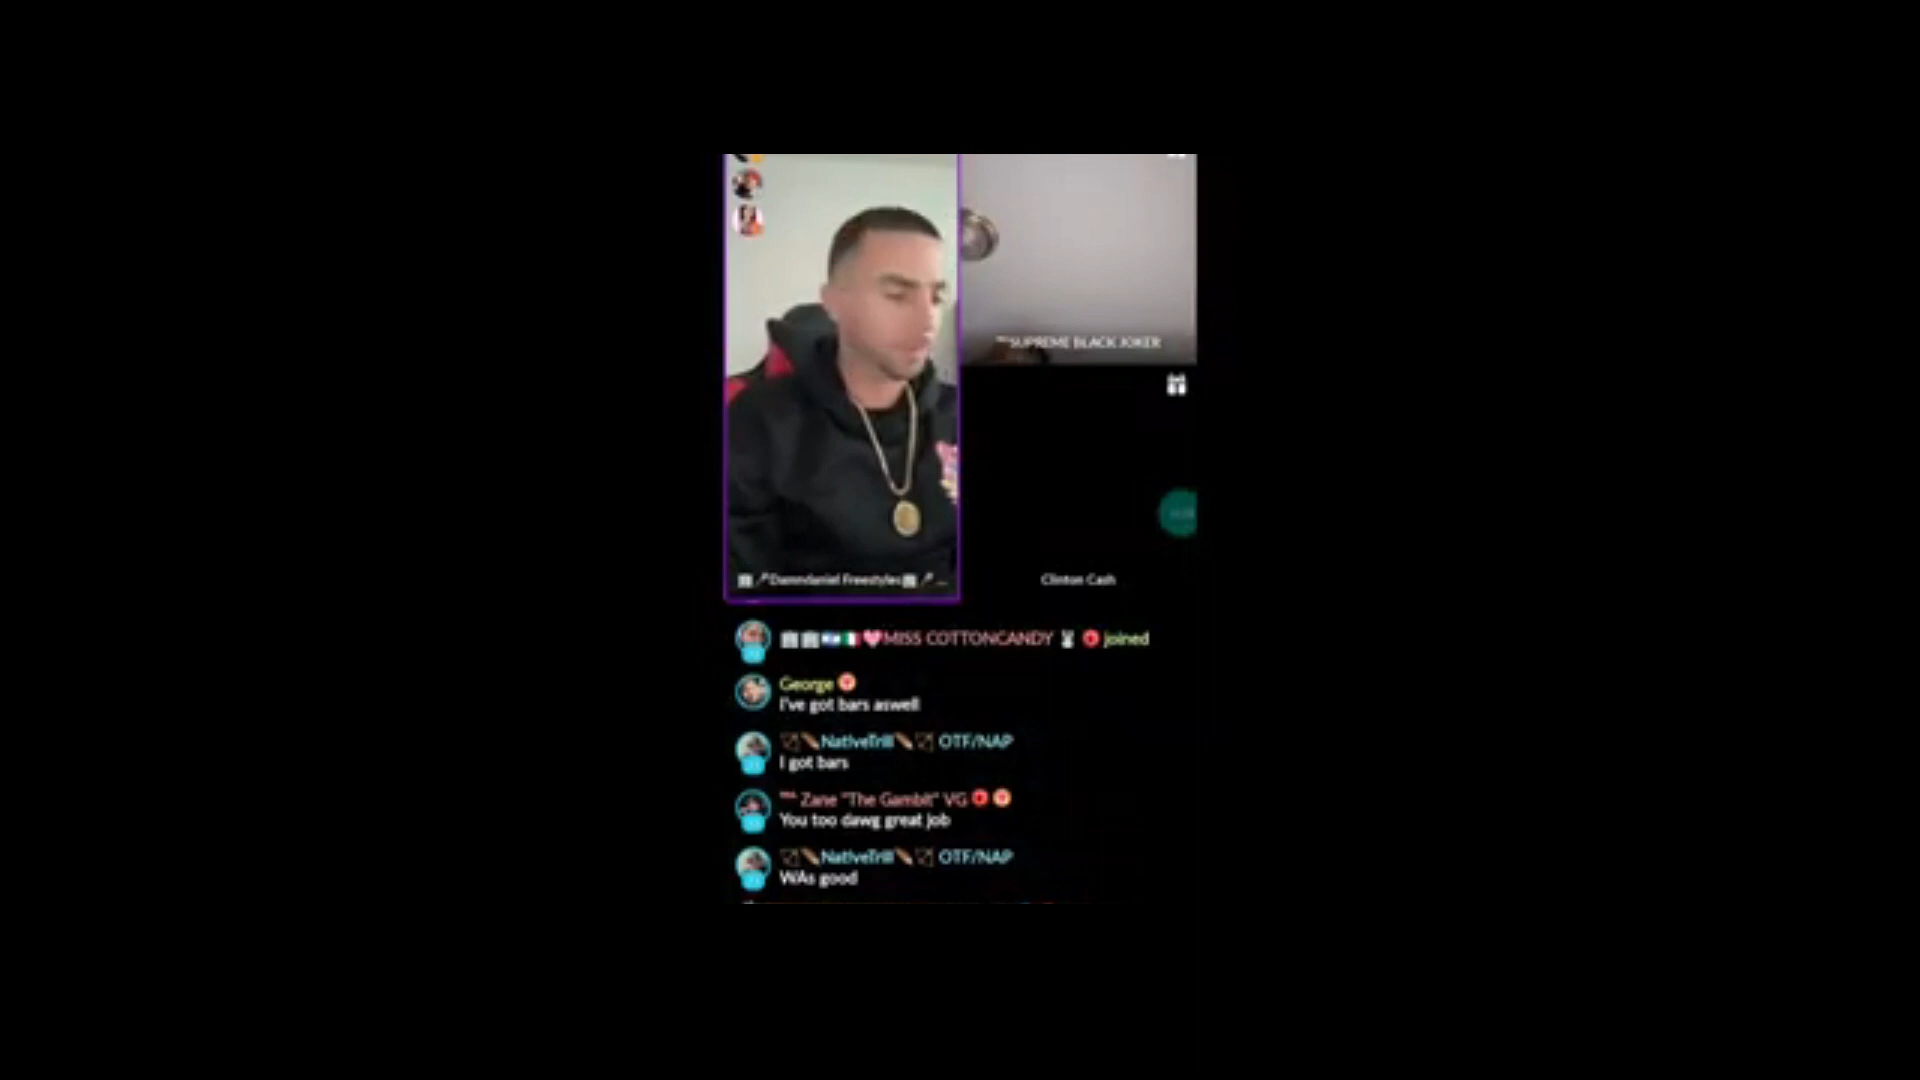 SUPREME BLACK JOKER
Damndaniel Freestyles ...
Clinton Cash
MISS COTTONCANDY joined
George
I've got bars aswell
NativeTrill OTF/NAP
I got bars
Zane "The Gambit" VG
You too dawg great job
NativeTrill OTF/NAP
WAs good